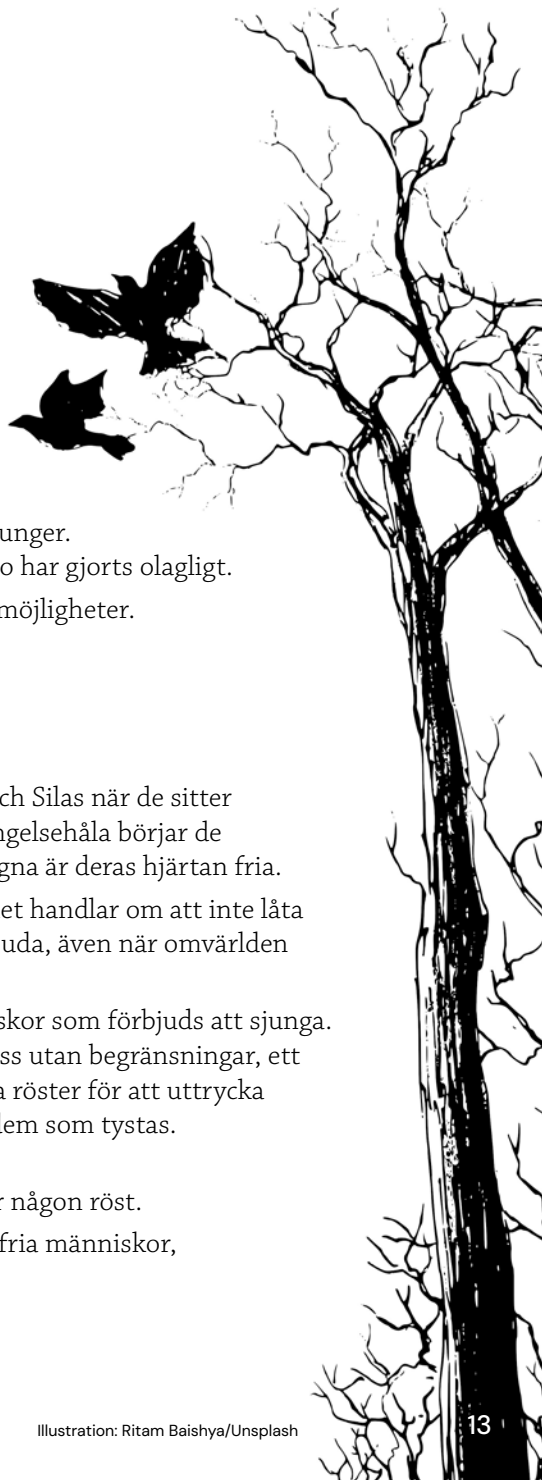 unger.
o har gjorts olagligt.
möjligheter.
ch Silas när de sitter
ngelsehåla börjar de
gna är deras hjärtan fria.
et handlar om att inte låta
uda, även när omvärlden
skor som förbjuds att sjunga.
ss utan begränsningar, ett
a röster för att uttrycka
lem som tystas.
r någon röst.
fria människor,
Illustration: Ritam Baishya/Unsplash
13